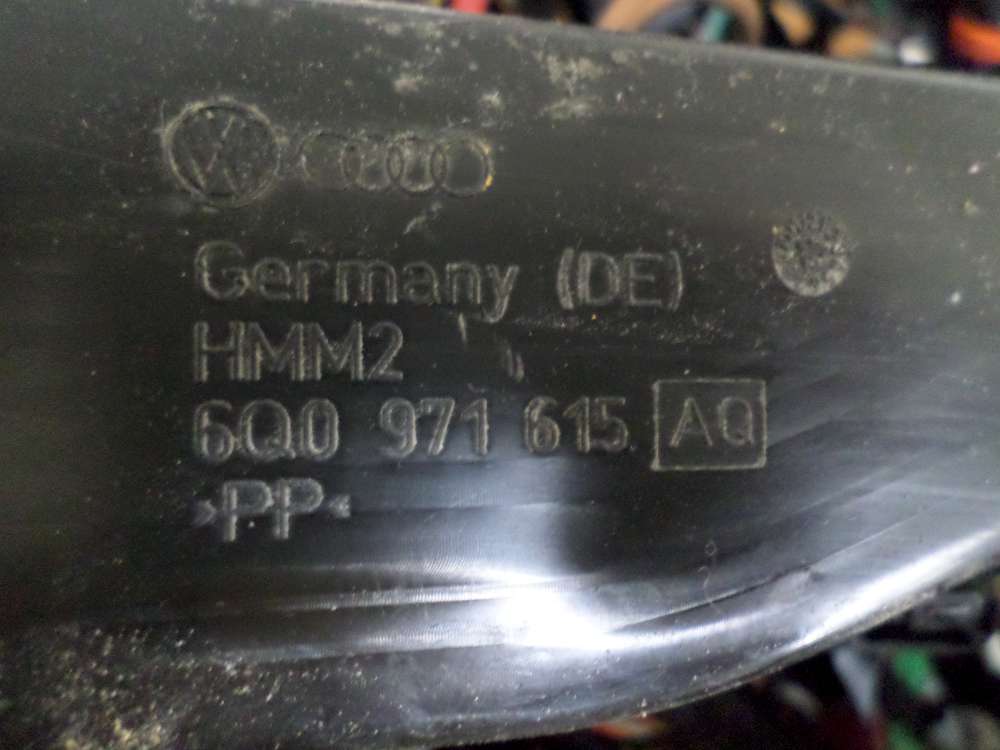 Germany (DE)
HMM2
6Q0 971 615 AQ
>PP<